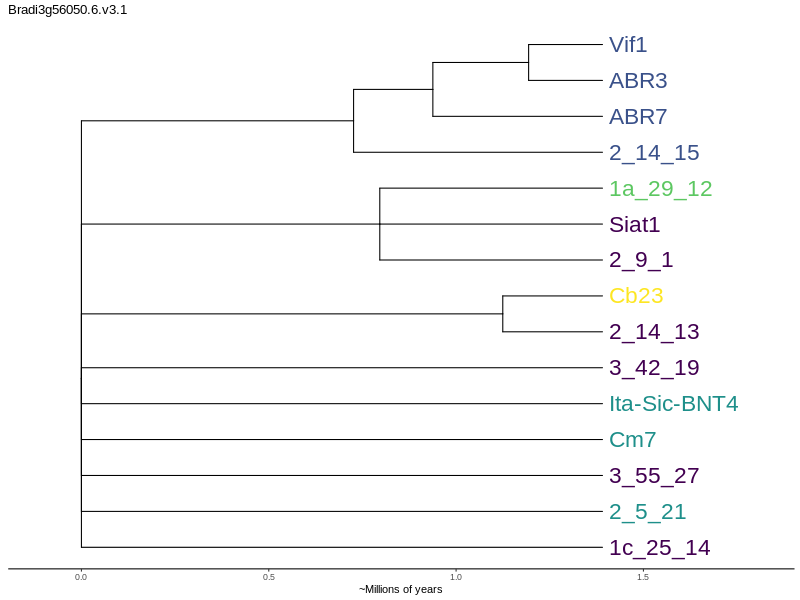 Bradi3g56050.6.v3.1
Vif1
ABR3
ABR7
2_14_15
1a_29_12
Siat1
2_9_1
Cb23
2_14_13
3_42_19
Ita-Sic-BNT4
Cm7
3_55_27
2_5_21
1c_25_14
0.0 0.5 1.0 1.5
~Millions of years